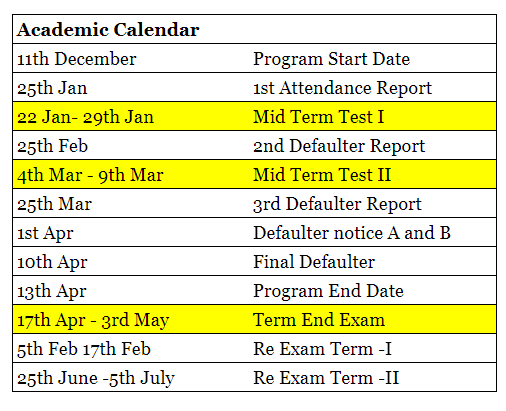 Academic Calendar
11th December Program Start Date
25th Jan 1st Attendance Report
22 Jan- 29th Jan Mid Term Test I
25th Feb 2nd Defaulter Report
4th Mar - 9th Mar Mid Term Test II
25th Mar 3rd Defaulter Report
1st Apr Defaulter notice A and B
10th Apr Final Defaulter
13th Apr Program End Date
17th Apr - 3rd May Term End Exam
5th Feb 17th Feb Re Exam Term -I
25th June -5th July Re Exam Term -II